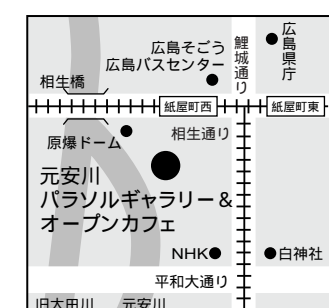 広島そごう
広島バスセンター
鯉城通り
広島県庁
相生橋
紙屋町西
紙屋町東
原爆ドーム
相生通り
元安川
パラソルギャラリー&
オープンカフェ
NHK
白神社
平和大通り
旧太田川
元安川